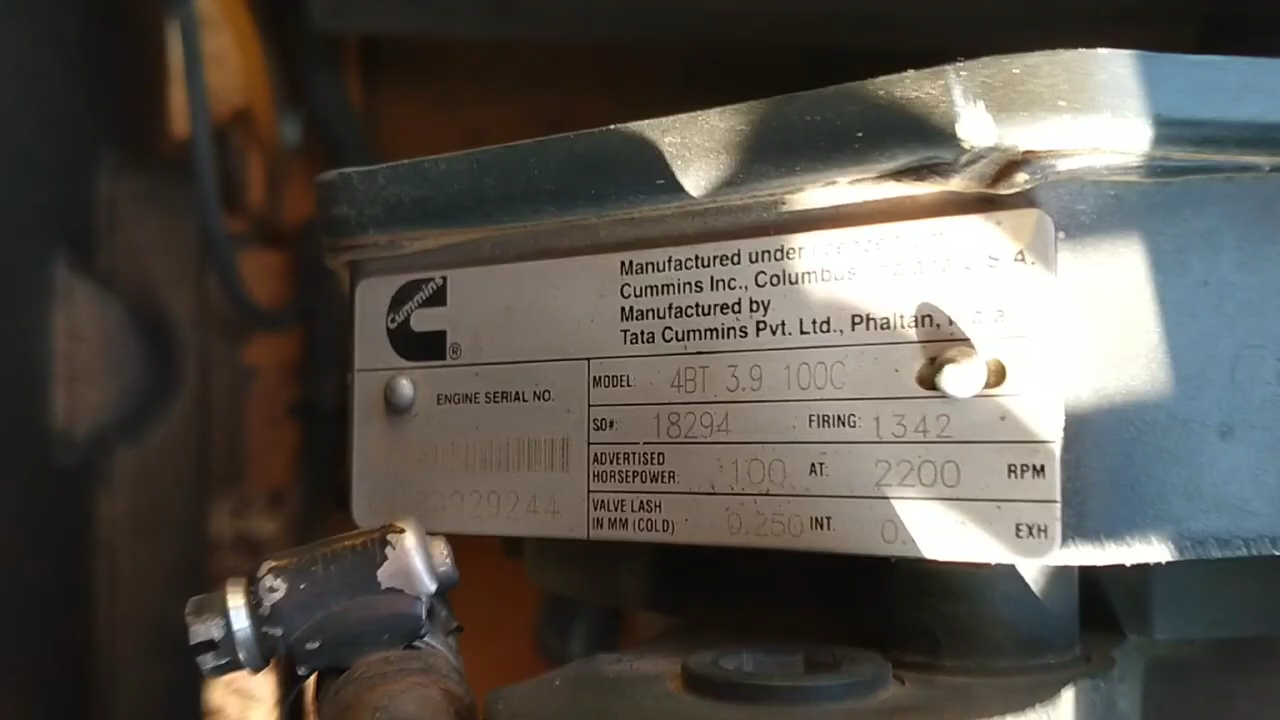 Cummins
®
Manufactured under
Cummins Inc., Columbus
Manufactured by
Tata Cummins Pvt. Ltd., Phaltan,
ENGINE SERIAL NO.
MODEL: 4BT 3.9 100C
SO#: 18294 FIRING: 1342
ADVERTISED HORSEPOWER: 100 AT: 2200 RPM
VALVE LASH IN MM (COLD) 0.250 INT. EXH